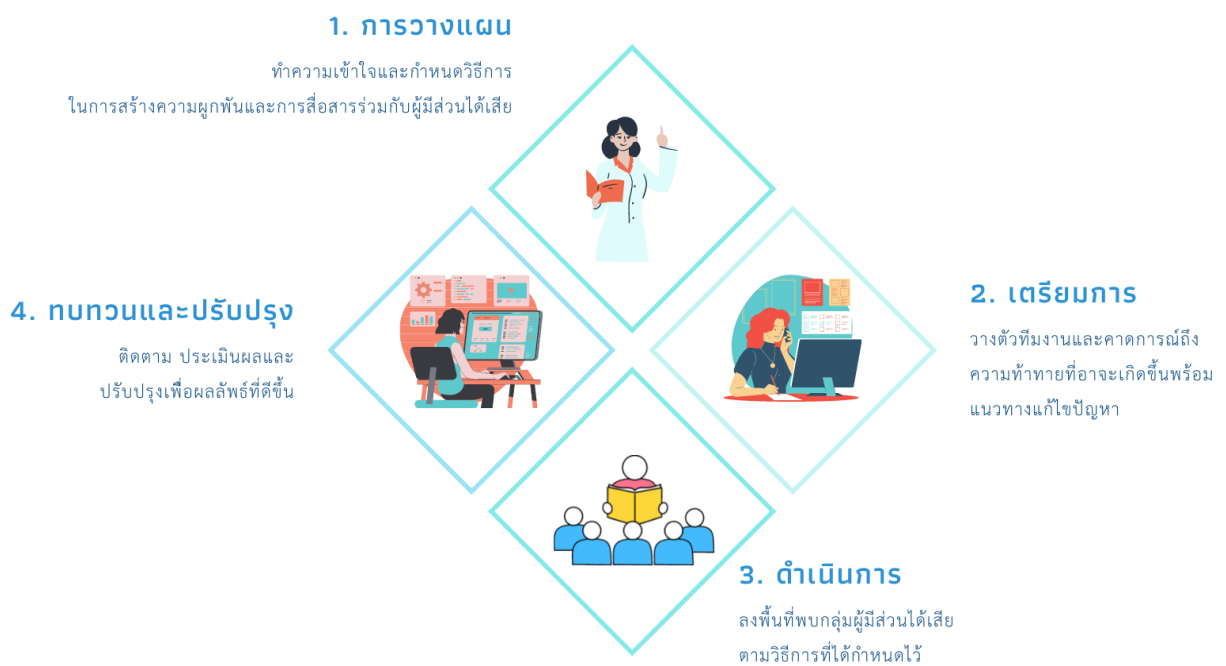 1. การวางแผน
ทำความเข้าใจและกำหนดวิธีการ
ในการสร้างความผูกพันและการสื่อสารร่วมกับผู้มีส่วนได้เสีย
2. เตรียมการ
วางตัวทีมงานและคาดการณ์ถึง
ความท้าทายที่อาจะเกิดขึ้นพร้อม
แนวทางแก้ไขปัญหา
3. ดำเนินการ
ลงพื้นที่พบกลุ่มผู้มีส่วนได้เสีย
ตามวิธีการที่ได้กำหนดไว้
4. ทบทวนและปรับปรุง
ติดตาม ประเมินผลและ
ปรับปรุงเพื่อผลลัพธ์ที่ดีขึ้น